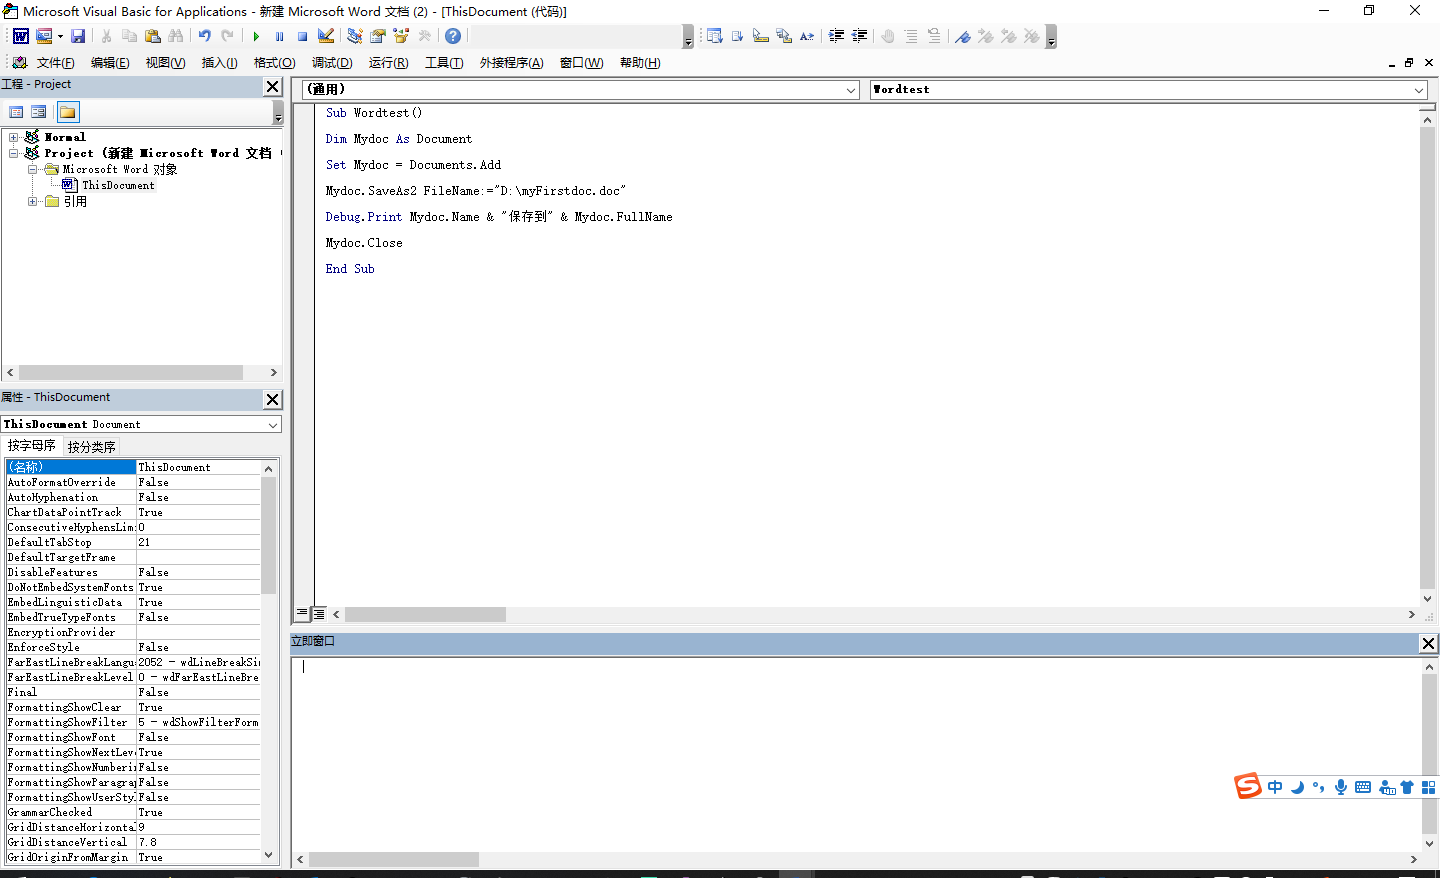 Microsoft Visual Basic for Applications - 新建 Microsoft Word 文档 (2) - [ThisDocument (代码)]
文件(F) 编辑(E) 视图(V) 插入(I) 格式(O) 调试(D) 运行(R) 工具(T) 外接程序(A) 窗口(W) 帮助(H)
工程 - Project
Normal
Project (新建 Microsoft Word 文档
Microsoft Word 对象
ThisDocument
引用
属性 - ThisDocument
ThisDocument Document
按字母序 按分类序
(名称) ThisDocument
AutoFormatOverride False
AutoHyphenation False
ChartDataPointTrack True
ConsecutiveHyphensLim: 0
DefaultTabStop 21
DefaultTargetFrame
DisableFeatures False
DoNotEmbedSystemFonts True
EmbedLinguisticData True
EmbedTrueTypeFonts False
EncryptionProvider
EnforceStyle False
FarEastLineBreakLangu: 2052 - wdLineBreakSi
FarEastLineBreakLevel 0 - wdFarEastLineBre
Final False
FormattingShowClear True
FormattingShowFilter 5 - wdShowFilterForm
FormattingShowFont False
FormattingShowNextLeve True
FormattingShowNumberi False
FormattingShowParagra False
FormattingShowUserSty False
GrammarChecked True
GridDistanceHorizonta 9
GridDistanceVertical 7.8
GridOriginFromMargin True
(通用) Wordtest
Sub Wordtest()
Dim Mydoc As Document
Set Mydoc = Documents.Add
Mydoc.SaveAs2 FileName:="D:\myFirstdoc.doc"
Debug.Print Mydoc.Name & "保存到" & Mydoc.FullName
Mydoc.Close
End Sub
立即窗口
S中